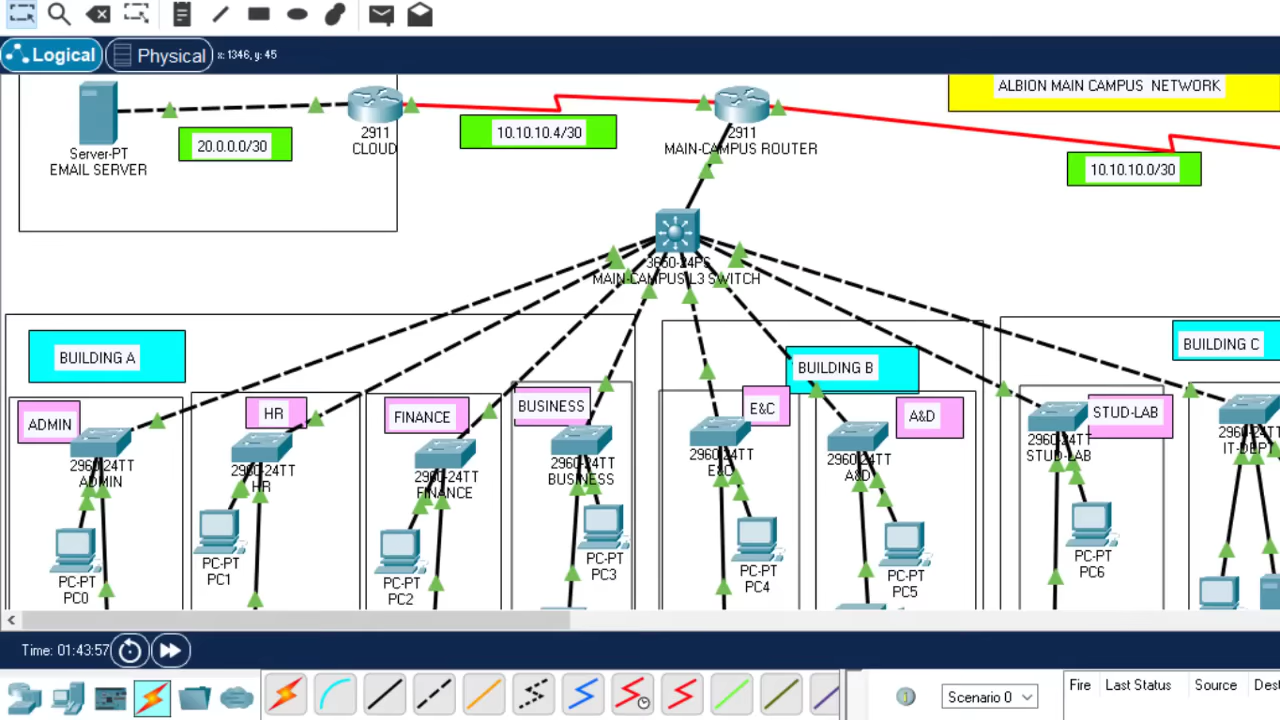 Logical
Physical
x: 1346, y: 45
ALBION MAIN CAMPUS NETWORK
Server-PT
EMAIL SERVER
20.0.0.0/30
2911
CLOUD
10.10.10.4/30
2911
MAIN-CAMPUS ROUTER
10.10.10.0/30
3650-24PS
MAIN-CAMPUS L3 SWITCH
BUILDING A
BUILDING B
BUILDING C
ADMIN
HR
FINANCE
BUSINESS
E&C
A&D
STUD-LAB
2960-24TT
ADMIN
2960-24TT
HR
2960-24TT
FINANCE
2960-24TT
BUSINESS
2960-24TT
E&C
2960-24TT
A&D
2960-24TT
STUD-LAB
2960-24TT
IT-DEPT
PC-PT
PC0
PC-PT
PC1
PC-PT
PC2
PC-PT
PC3
PC-PT
PC4
PC-PT
PC5
PC-PT
PC6
Time: 01:43:57
Scenario 0
Fire Last Status Source Dest